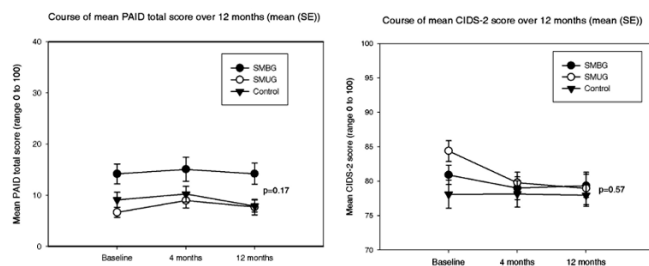 Course of mean PAID total score over 12 months (mean (SE))
Mean PAID total score (range 0 to 100)
40
30
20
10
0
SMBG
SMUG
Control
p=0.17
Baseline
4 months
12 months
Course of mean CIDS-2 score over 12 months (mean (SE))
Mean CIDS-2 score (range 0 to 100)
100
95
90
85
80
75
70
SMBG
SMUG
Control
p=0.57
Baseline
4 months
12 months